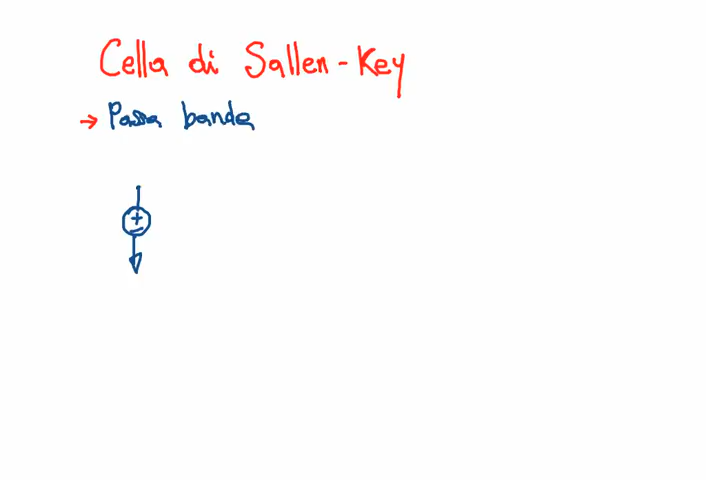 Cella di Sallen-Key
→ Passa banda
+
-